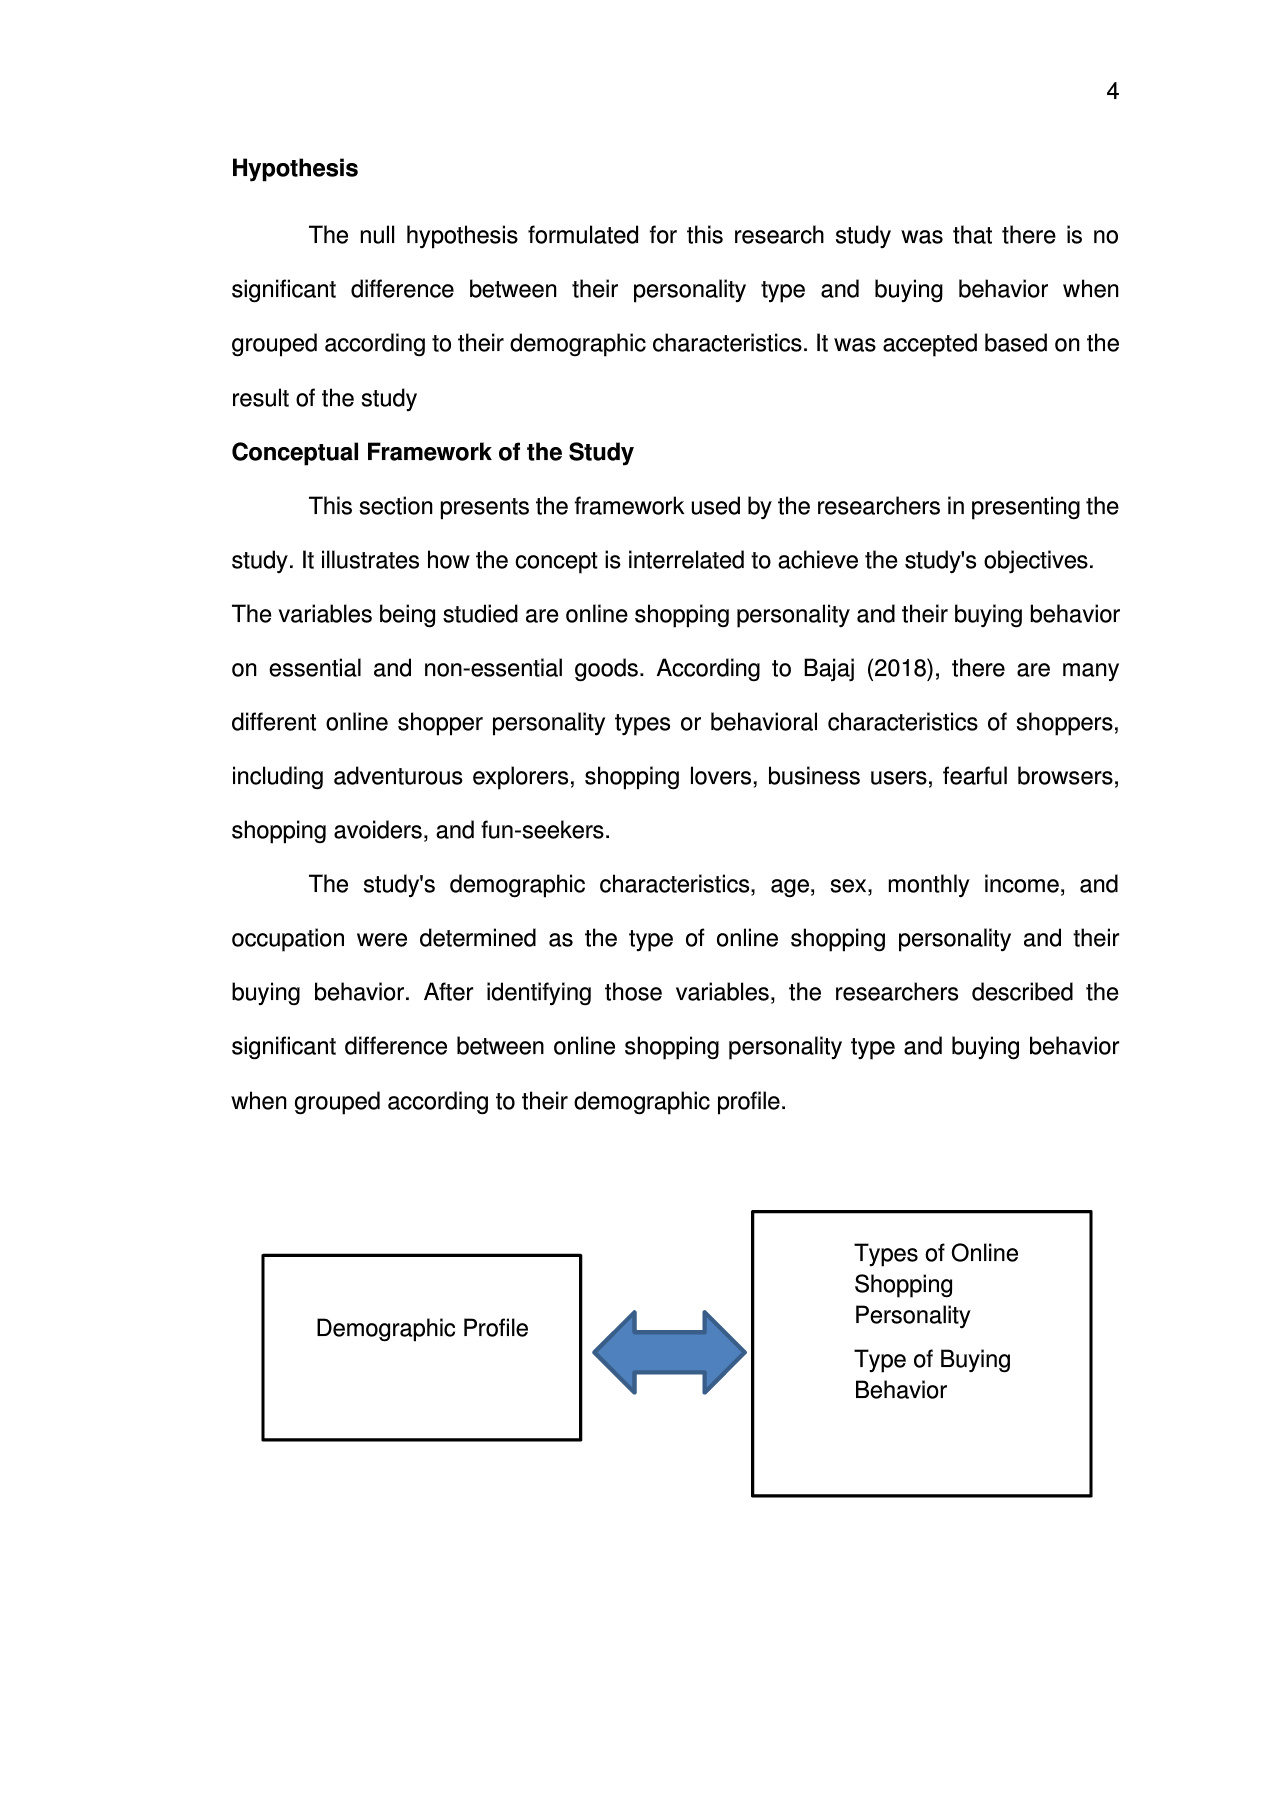 4
Hypothesis
The null hypothesis formulated for this research study was that there is no
significant difference between their personality type and buying behavior when
grouped according to their demographic characteristics. It was accepted based on the
result of the study
Conceptual Framework of the Study
This section presents the framework used by the researchers in presenting the
study. It illustrates how the concept is interrelated to achieve the study's objectives.
The variables being studied are online shopping personality and their buying behavior
on essential and non-essential goods. According to Bajaj (2018), there are many
different online shopper personality types or behavioral characteristics of shoppers,
including adventurous explorers, shopping lovers, business users, fearful browsers,
shopping avoiders, and fun-seekers.
The study's demographic characteristics, age, sex, monthly income, and
occupation were determined as the type of online shopping personality and their
buying behavior. After identifying those variables, the researchers described the
significant difference between online shopping personality type and buying behavior
when grouped according to their demographic profile.
Demographic Profile
Types of Online
Shopping
Personality
Type of Buying
Behavior